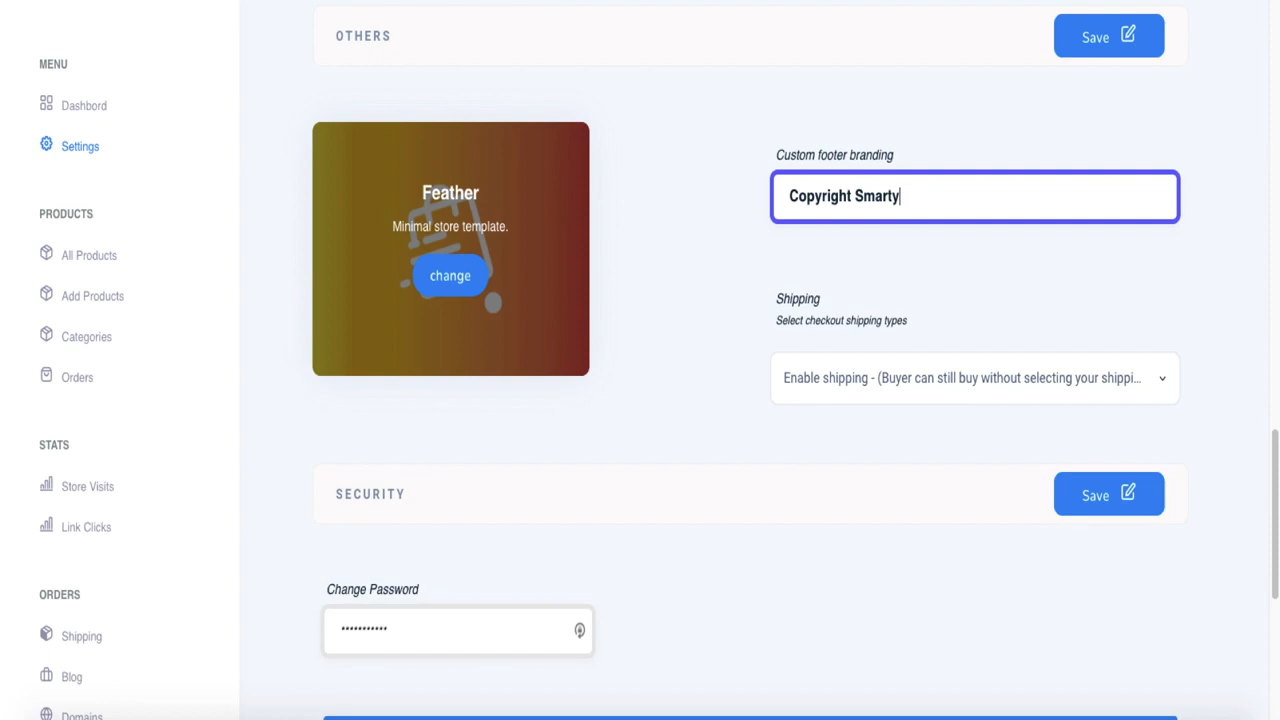 MENU
Dashbord
Settings
PRODUCTS
All Products
Add Products
Categories
Orders
STATS
Store Visits
Link Clicks
ORDERS
Shipping
Blog
Domains
OTHERS
Save
Feather
Minimal store template.
change
Custom footer branding
Copyright Smarty
Shipping
Select checkout shipping types
Enable shipping - (Buyer can still buy without selecting your shippi...
SECURITY
Save
Change Password
***********